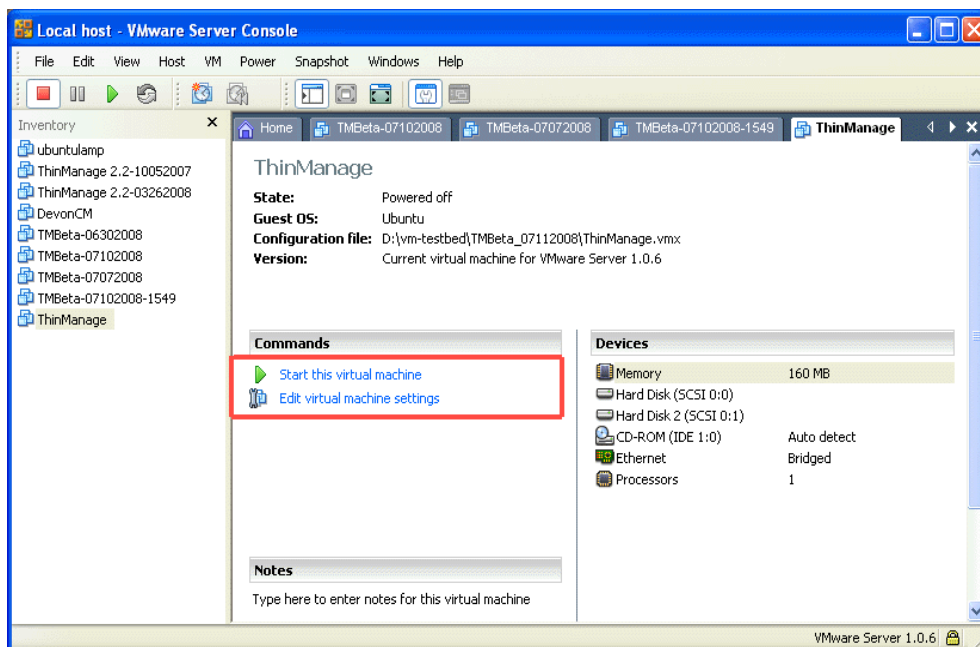 Local host - VMware Server Console
File Edit View Host VM Power Snapshot Windows Help
Inventory
ubuntulamp
ThinManage 2.2-10052007
ThinManage 2.2-03262008
DevonCM
TMBeta-06302008
TMBeta-07102008
TMBeta-07072008
TMBeta-07102008-1549
ThinManage
Home TMBeta-07102008 TMBeta-07072008 TMBeta-07102008-1549 ThinManage
ThinManage
State: Powered off
Guest OS: Ubuntu
Configuration file: D:\vm-testbed\TMBeta_07112008\ThinManage.vmx
Version: Current virtual machine for VMware Server 1.0.6
Commands
Start this virtual machine
Edit virtual machine settings
Devices
Memory 160 MB
Hard Disk (SCSI 0:0)
Hard Disk 2 (SCSI 0:1)
CD-ROM (IDE 1:0) Auto detect
Ethernet Bridged
Processors 1
Notes
Type here to enter notes for this virtual machine
VMware Server 1.0.6